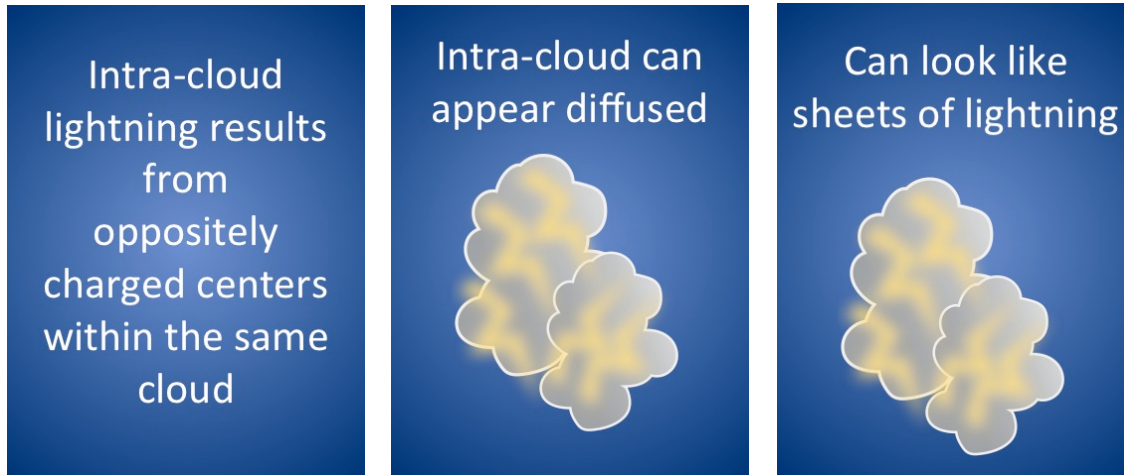 Intra-cloud
lightning results
from
oppositely
charged centers
within the same
cloud
Intra-cloud can
appear diffused
Can look like
sheets of lightning